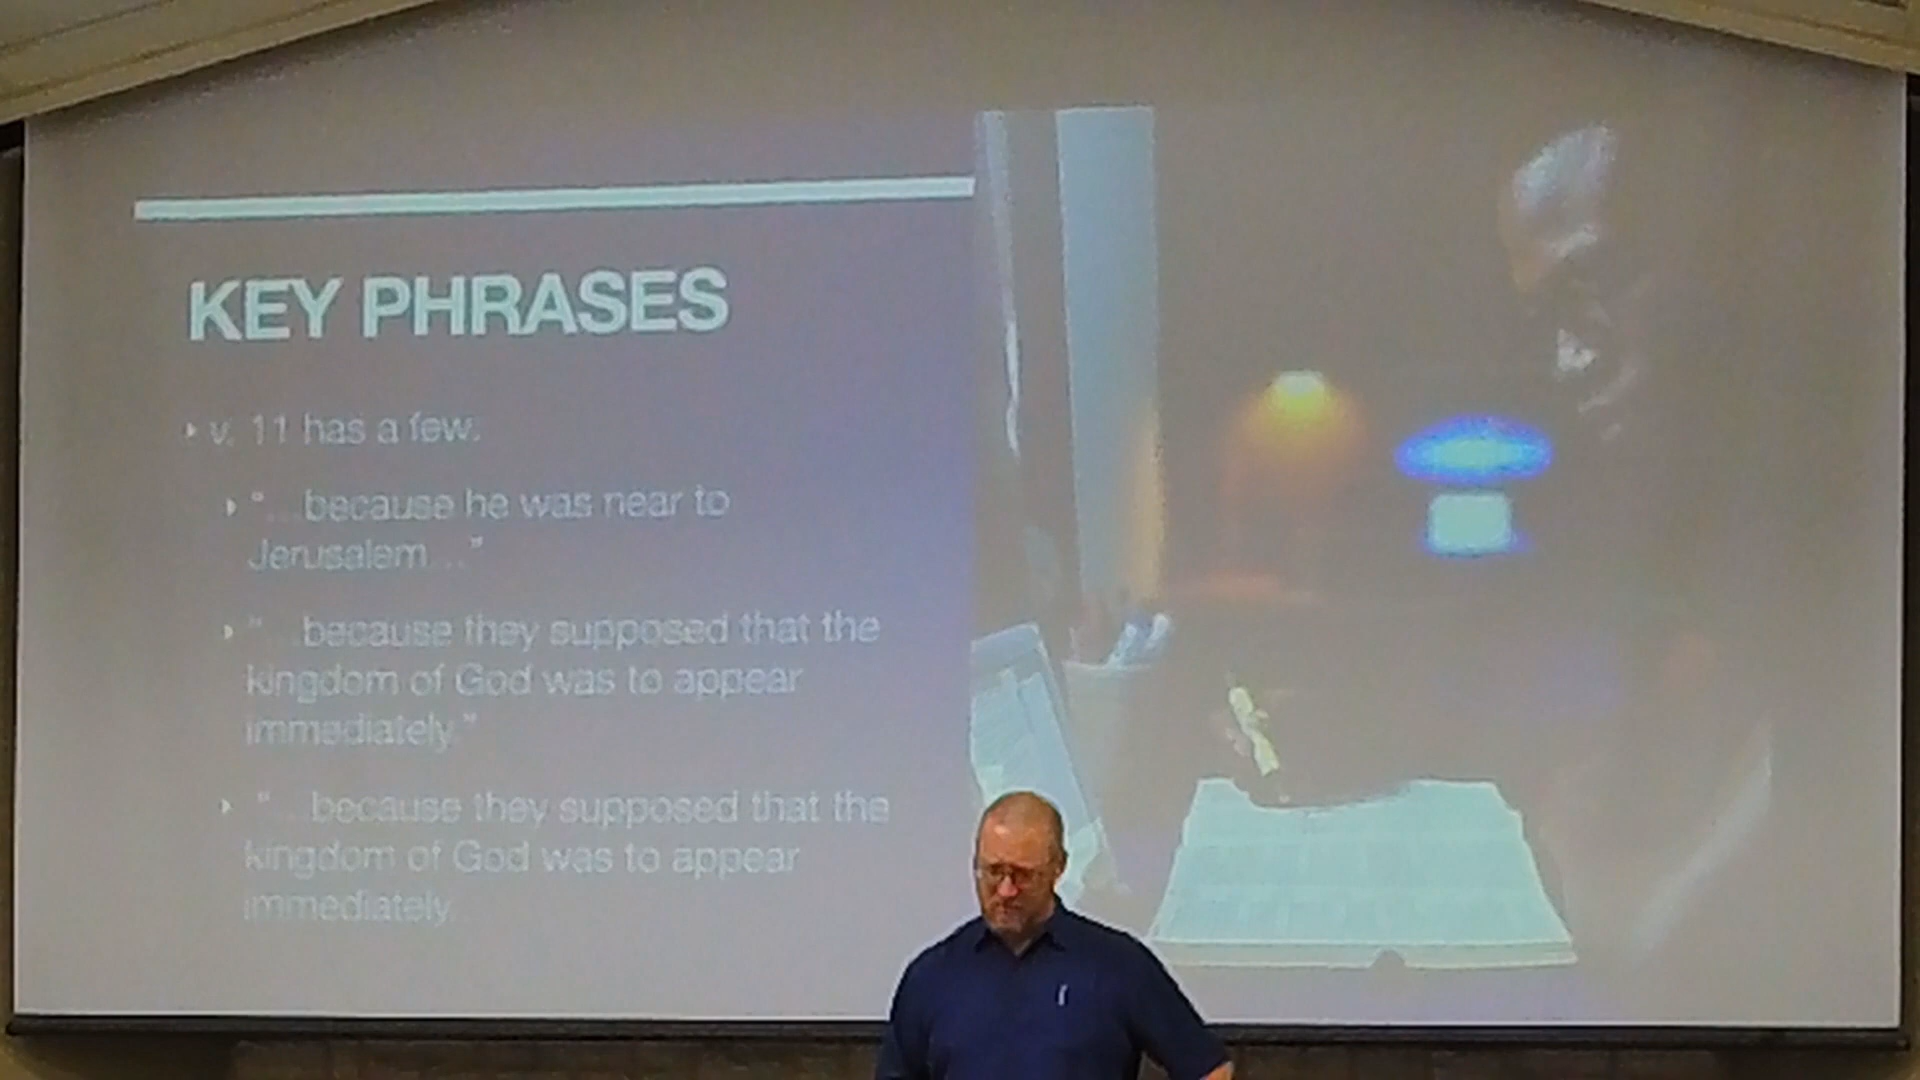 KEY PHRASES
v. 11 has a few.
"...because he was near to
Jerusalem..."
"...because they supposed that the
kingdom of God was to appear
immediately."
"...because they supposed that the
kingdom of God was to appear
immediately.